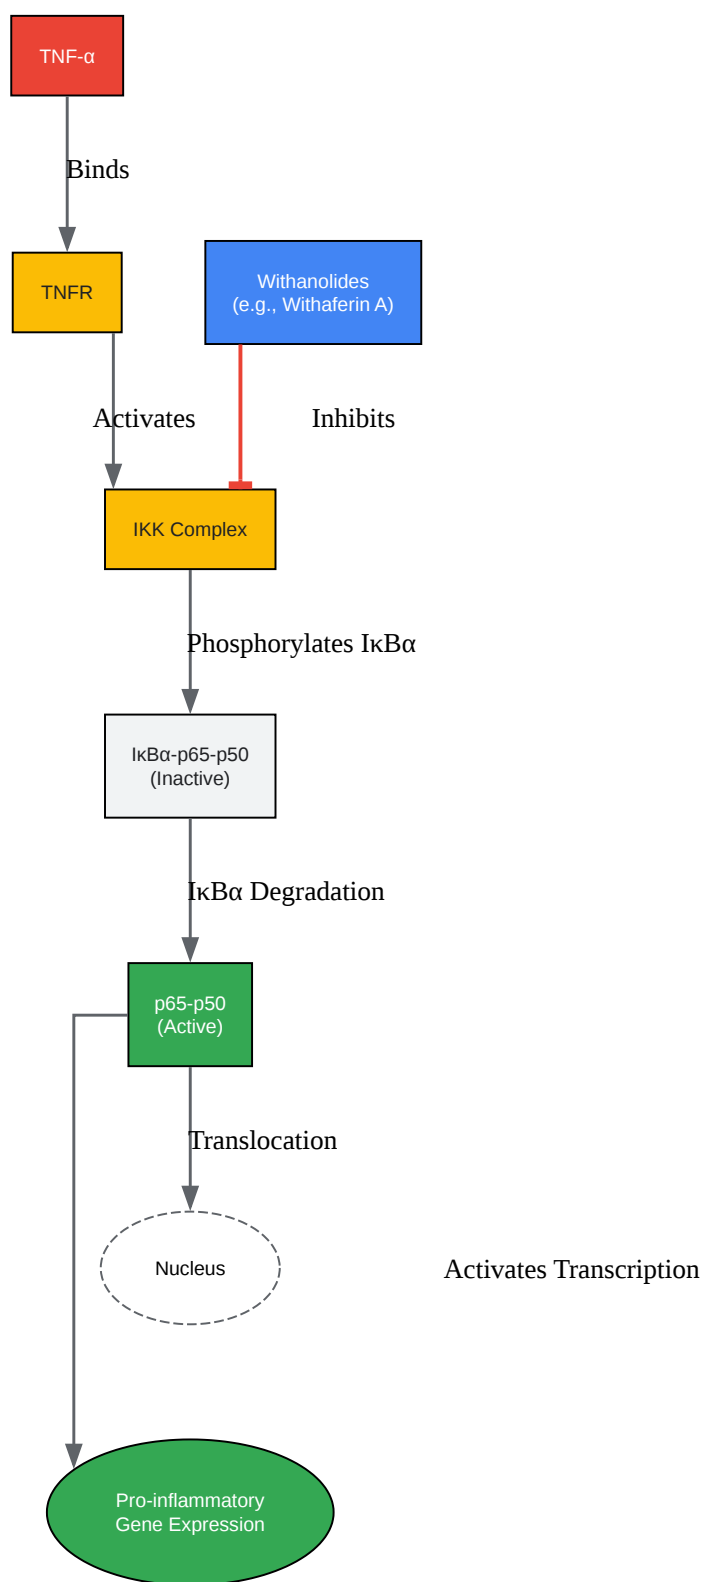 TNF-α
Binds
TNFR
Withanolides
(e.g., Withaferin A)
Activates
Inhibits
IKK Complex
Phosphorylates IκBα
IκBα-p65-p50
(Inactive)
IκBα Degradation
p65-p50
(Active)
Translocation
Nucleus
Activates Transcription
Pro-inflammatory
Gene Expression